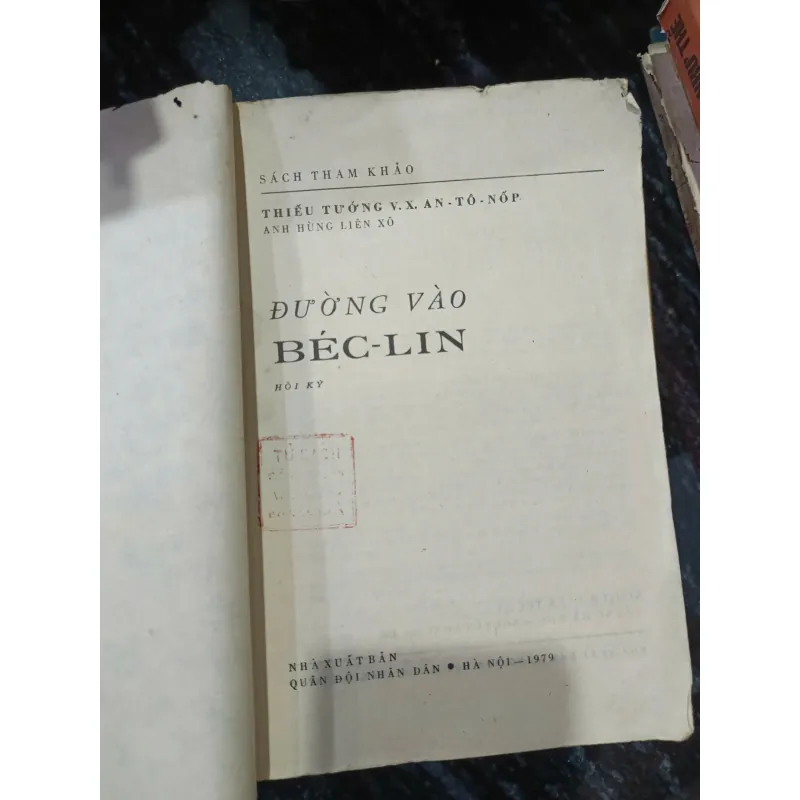 SÁCH THAM KHẢO
THIẾU TƯỚNG V. X. AN - TÔ - NỐP
ANH HÙNG LIÊN XÔ
ĐƯỜNG VÀO
BÉC-LIN
HỒI KÝ
NHÀ XUẤT BẢN
QUÂN ĐỘI NHÂN DÂN • HÀ NỘI — 1979